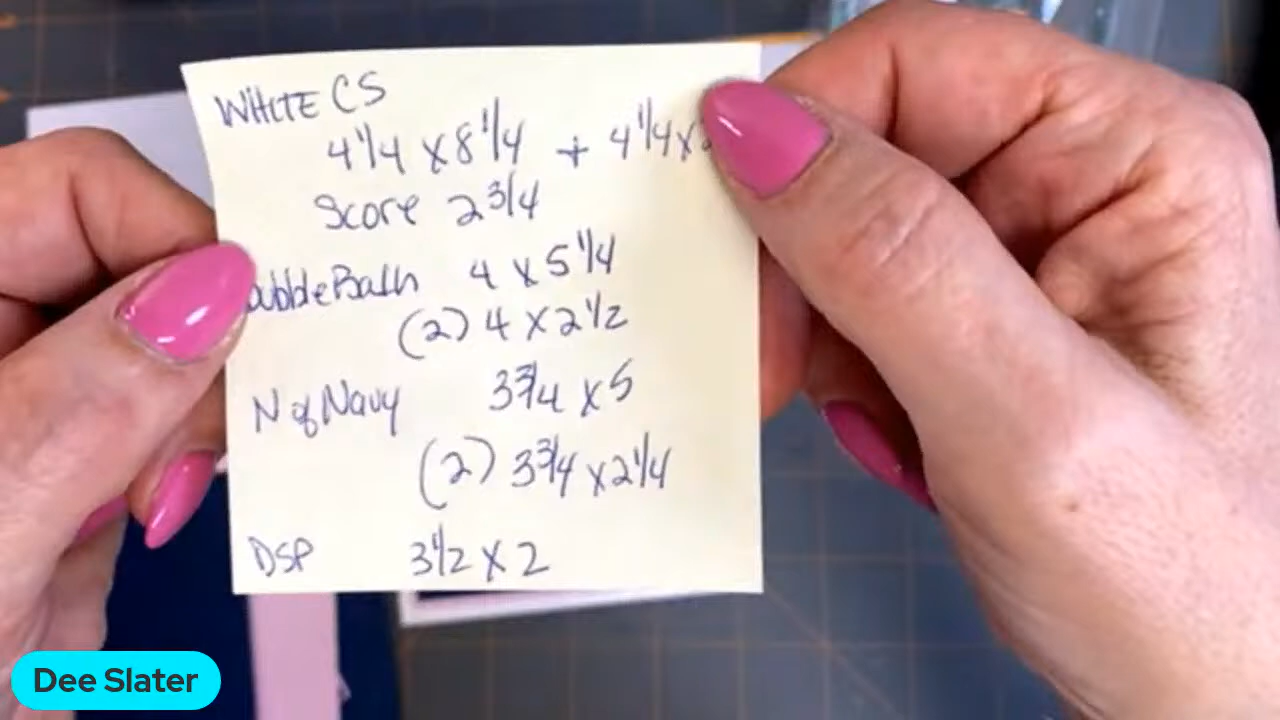 WHITE CS
4 1/4 x 8 1/4 + 4 1/4 x
Score 2 3/4
4 x 5 1/4
(2) 4 x 2 1/2
N of Navy 3 3/4 x 5
(2) 3 3/4 x 2 1/4
DSP 3 1/2 x 2
Dee Slater